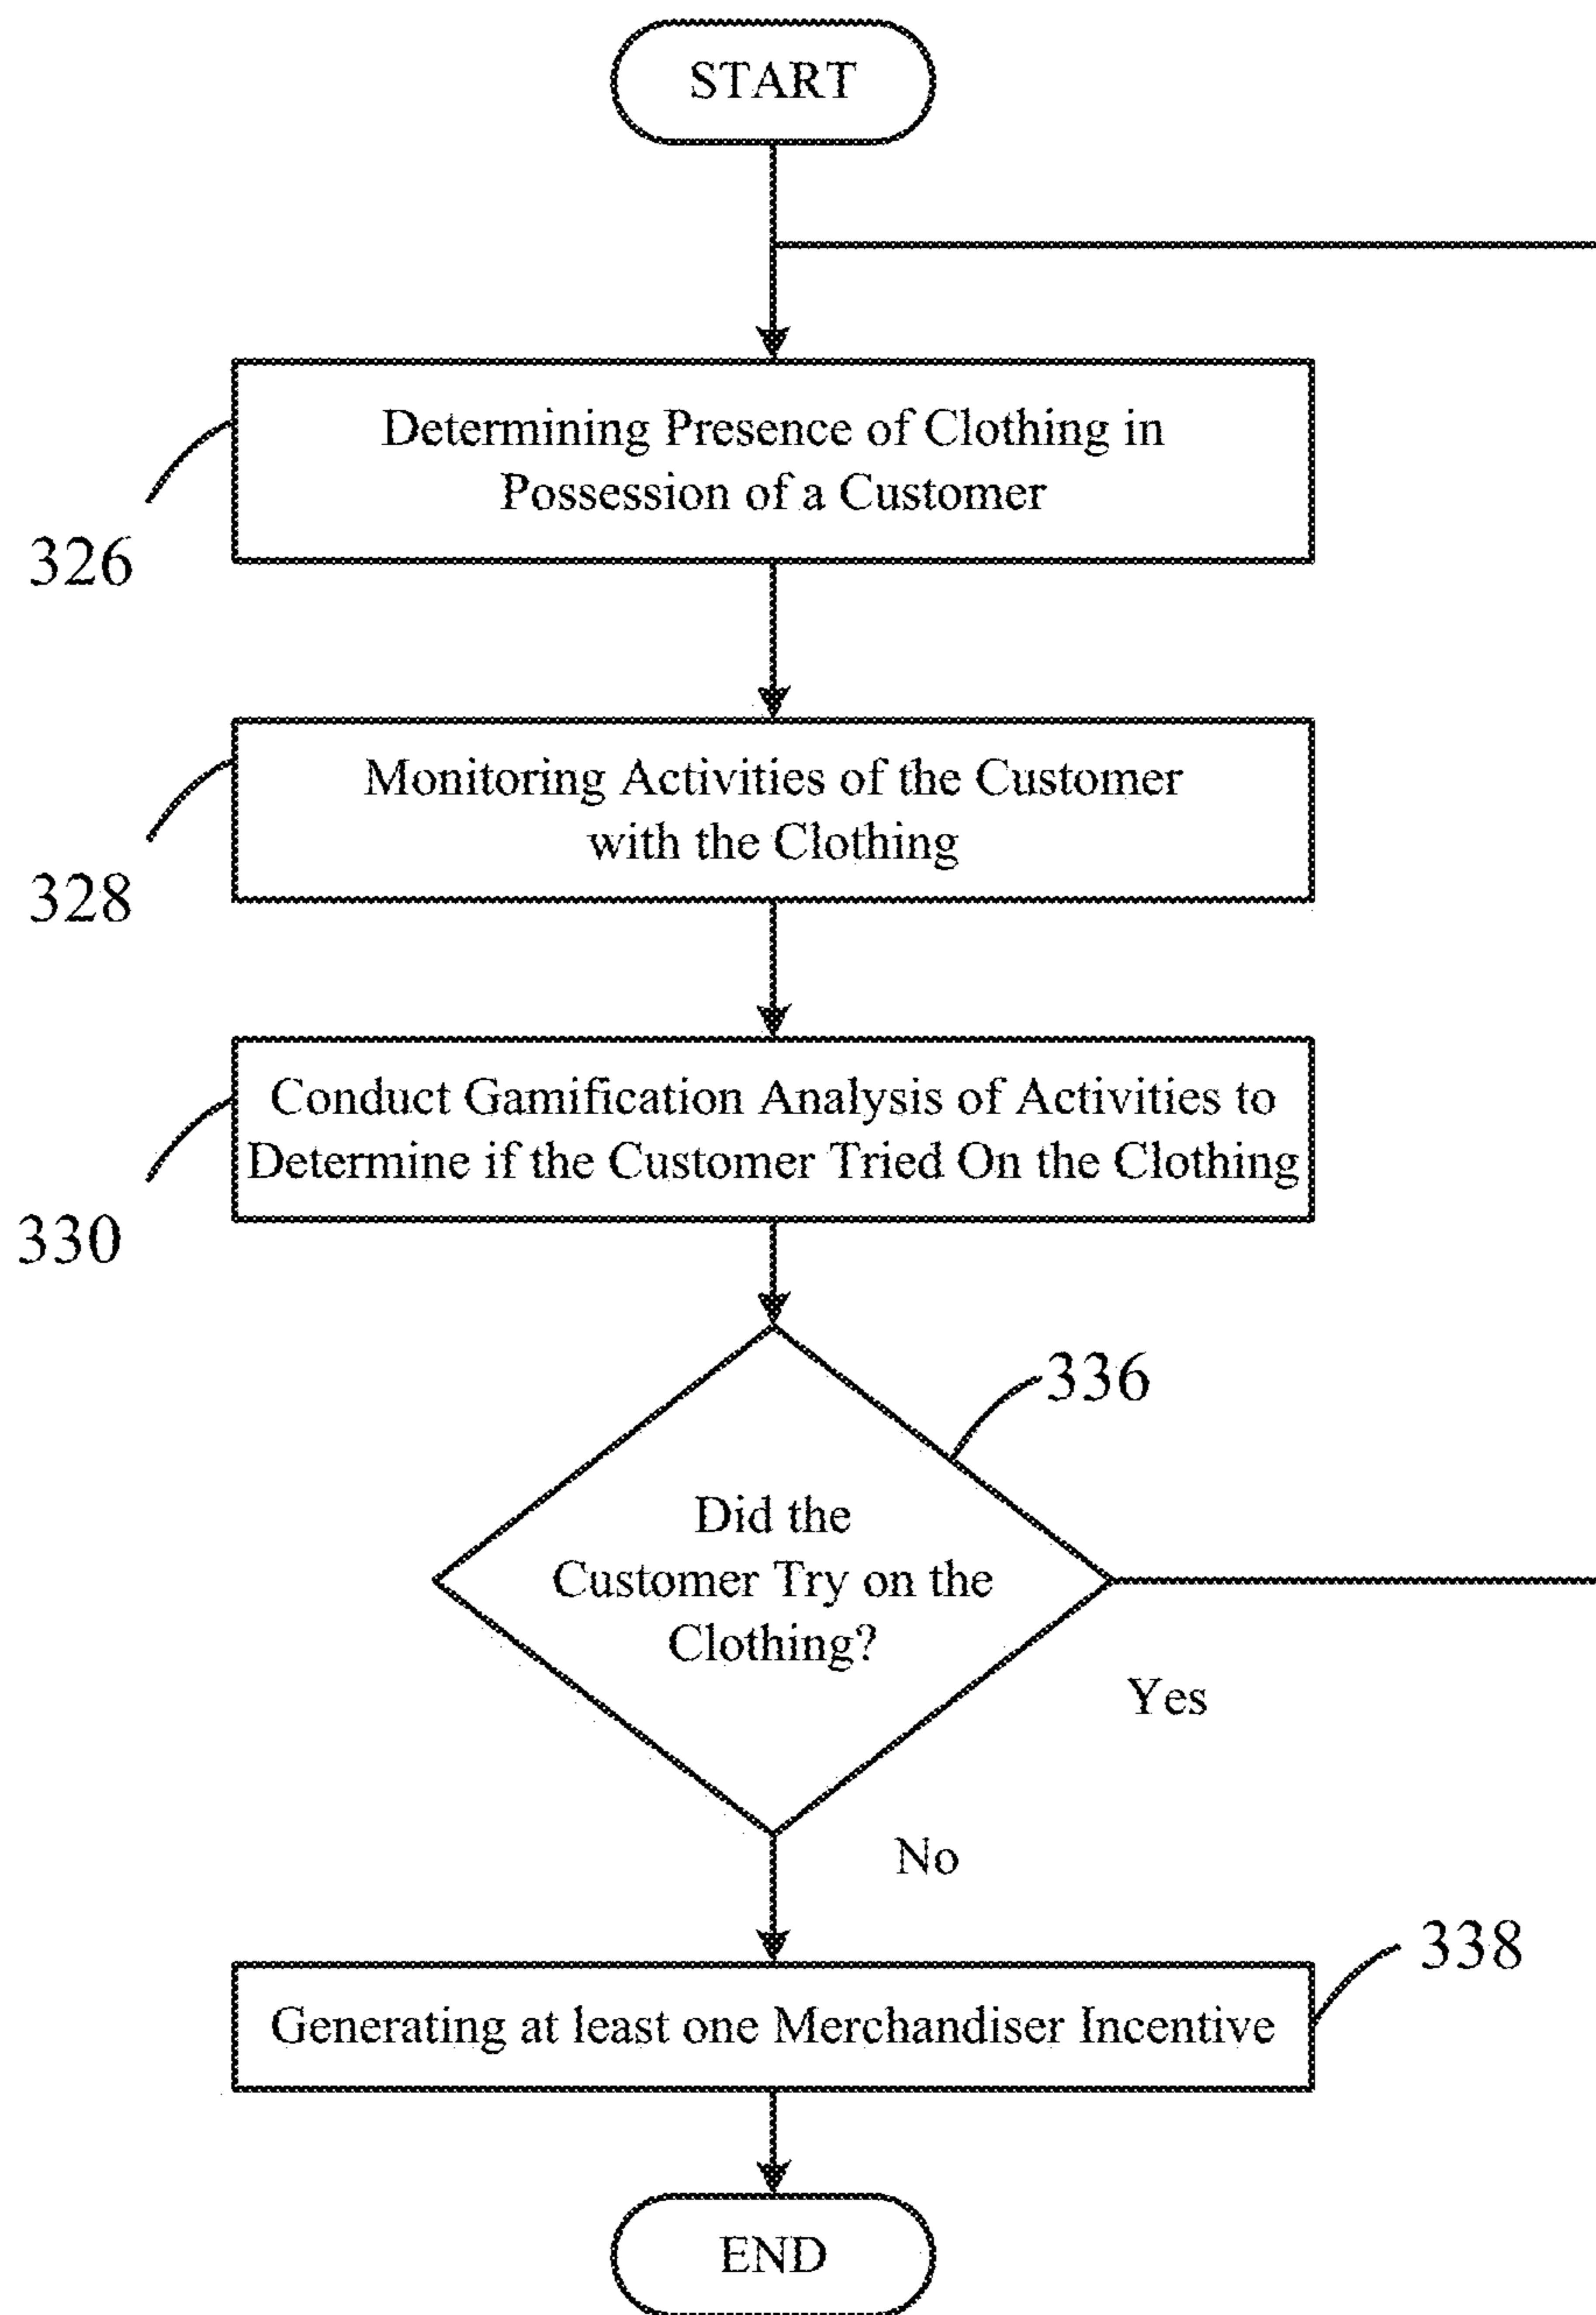 START
Determining Presence of Clothing in
Possession of a Customer
326
Monitoring Activities of the Customer
with the Clothing
328
Conduct Gamification Analysis of Activities to
Determine if the Customer Tried On the Clothing
330
336
Did the
Customer Try on the
Clothing?
Yes
No
338
Generating at least one Merchandiser Incentive
END